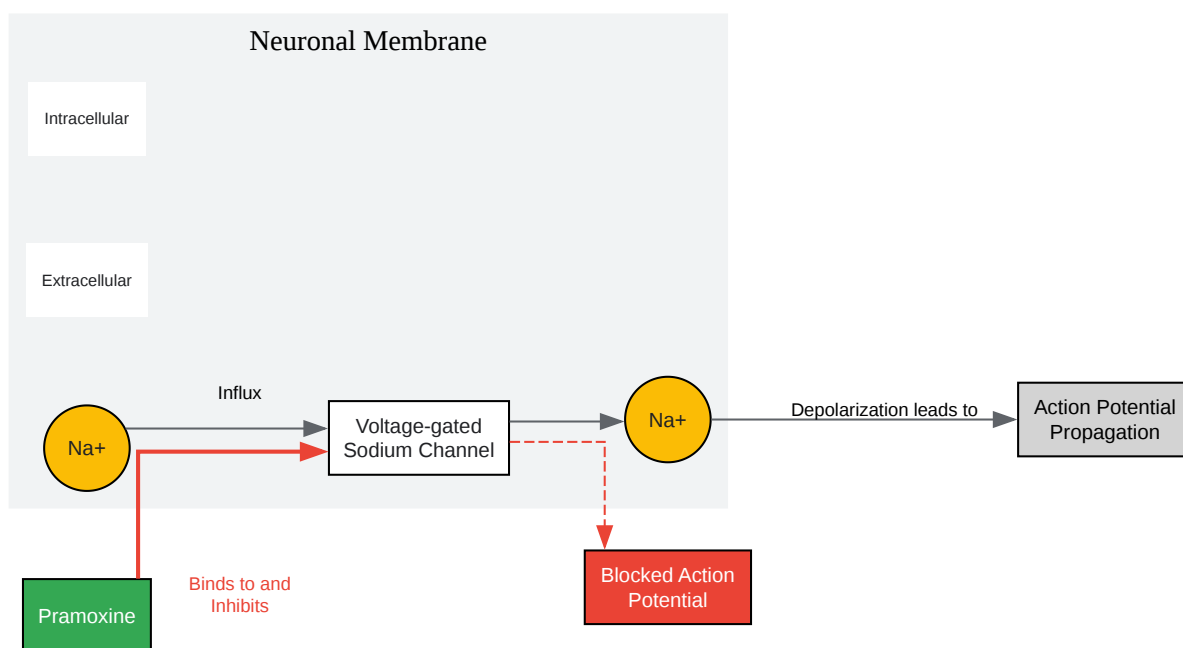 Neuronal Membrane
Intracellular
Extracellular
Influx
Na+
Voltage-gated
Sodium Channel
Na+
Depolarization leads to
Action Potential
Propagation
Binds to and
Inhibits
Pramoxine
Blocked Action
Potential